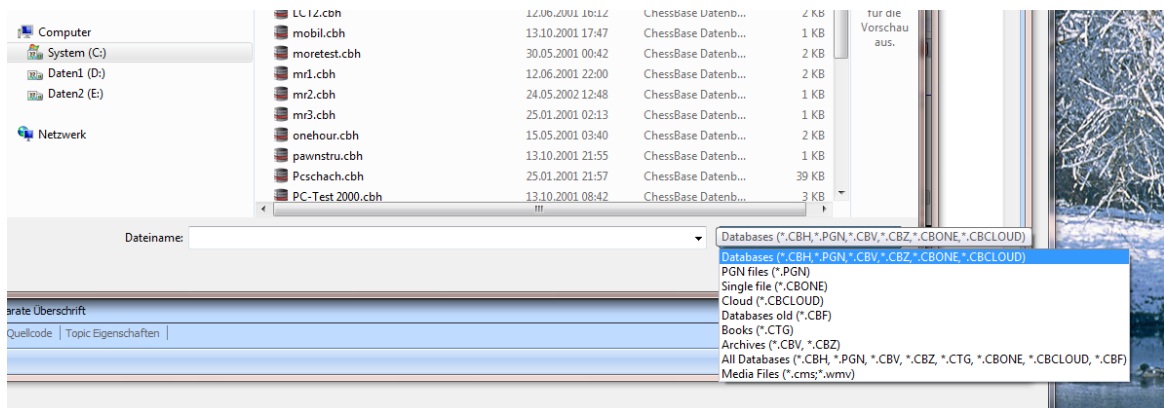 LCT2.cbh 12.06.2001 16:12 ChessBase Datenb... 2 KB für die
Computer mobil.cbh 13.10.2001 17:47 ChessBase Datenb... 1 KB Vorschau
System (C:) moretest.cbh 30.05.2001 00:42 ChessBase Datenb... 2 KB aus.
Daten1 (D:) mr1.cbh 12.06.2001 22:00 ChessBase Datenb... 2 KB
Daten2 (E:) mr2.cbh 24.05.2002 12:48 ChessBase Datenb... 1 KB
mr3.cbh 25.01.2001 02:13 ChessBase Datenb... 1 KB
Netzwerk onehour.cbh 15.05.2001 03:40 ChessBase Datenb... 2 KB
pawnstru.cbh 13.10.2001 21:55 ChessBase Datenb... 1 KB
Pcschach.cbh 25.01.2001 21:57 ChessBase Datenb... 39 KB
PC-Test 2000.cbh 13.10.2001 08:42 ChessBase Datenb... 3 KB
Dateiname: Databases (*.CBH,*.PGN,*.CBV,*.CBZ,*.CBONE,*.CBCLOUD)
Databases (*.CBH,*.PGN,*.CBV,*.CBZ,*.CBONE,*.CBCLOUD)
PGN files (*.PGN)
Single file (*.CBONE)
Cloud (*.CBCLOUD)
Databases old (*.CBF)
Books (*.CTG)
Archives (*.CBV, *.CBZ)
All Databases (*.CBH, *.PGN, *.CBV, *.CBZ, *.CTG, *.CBONE, *.CBCLOUD, *.CBF)
Media Files (*.cms;*.wmv)
arate Überschrift
Quellcode Topic Eigenschaften